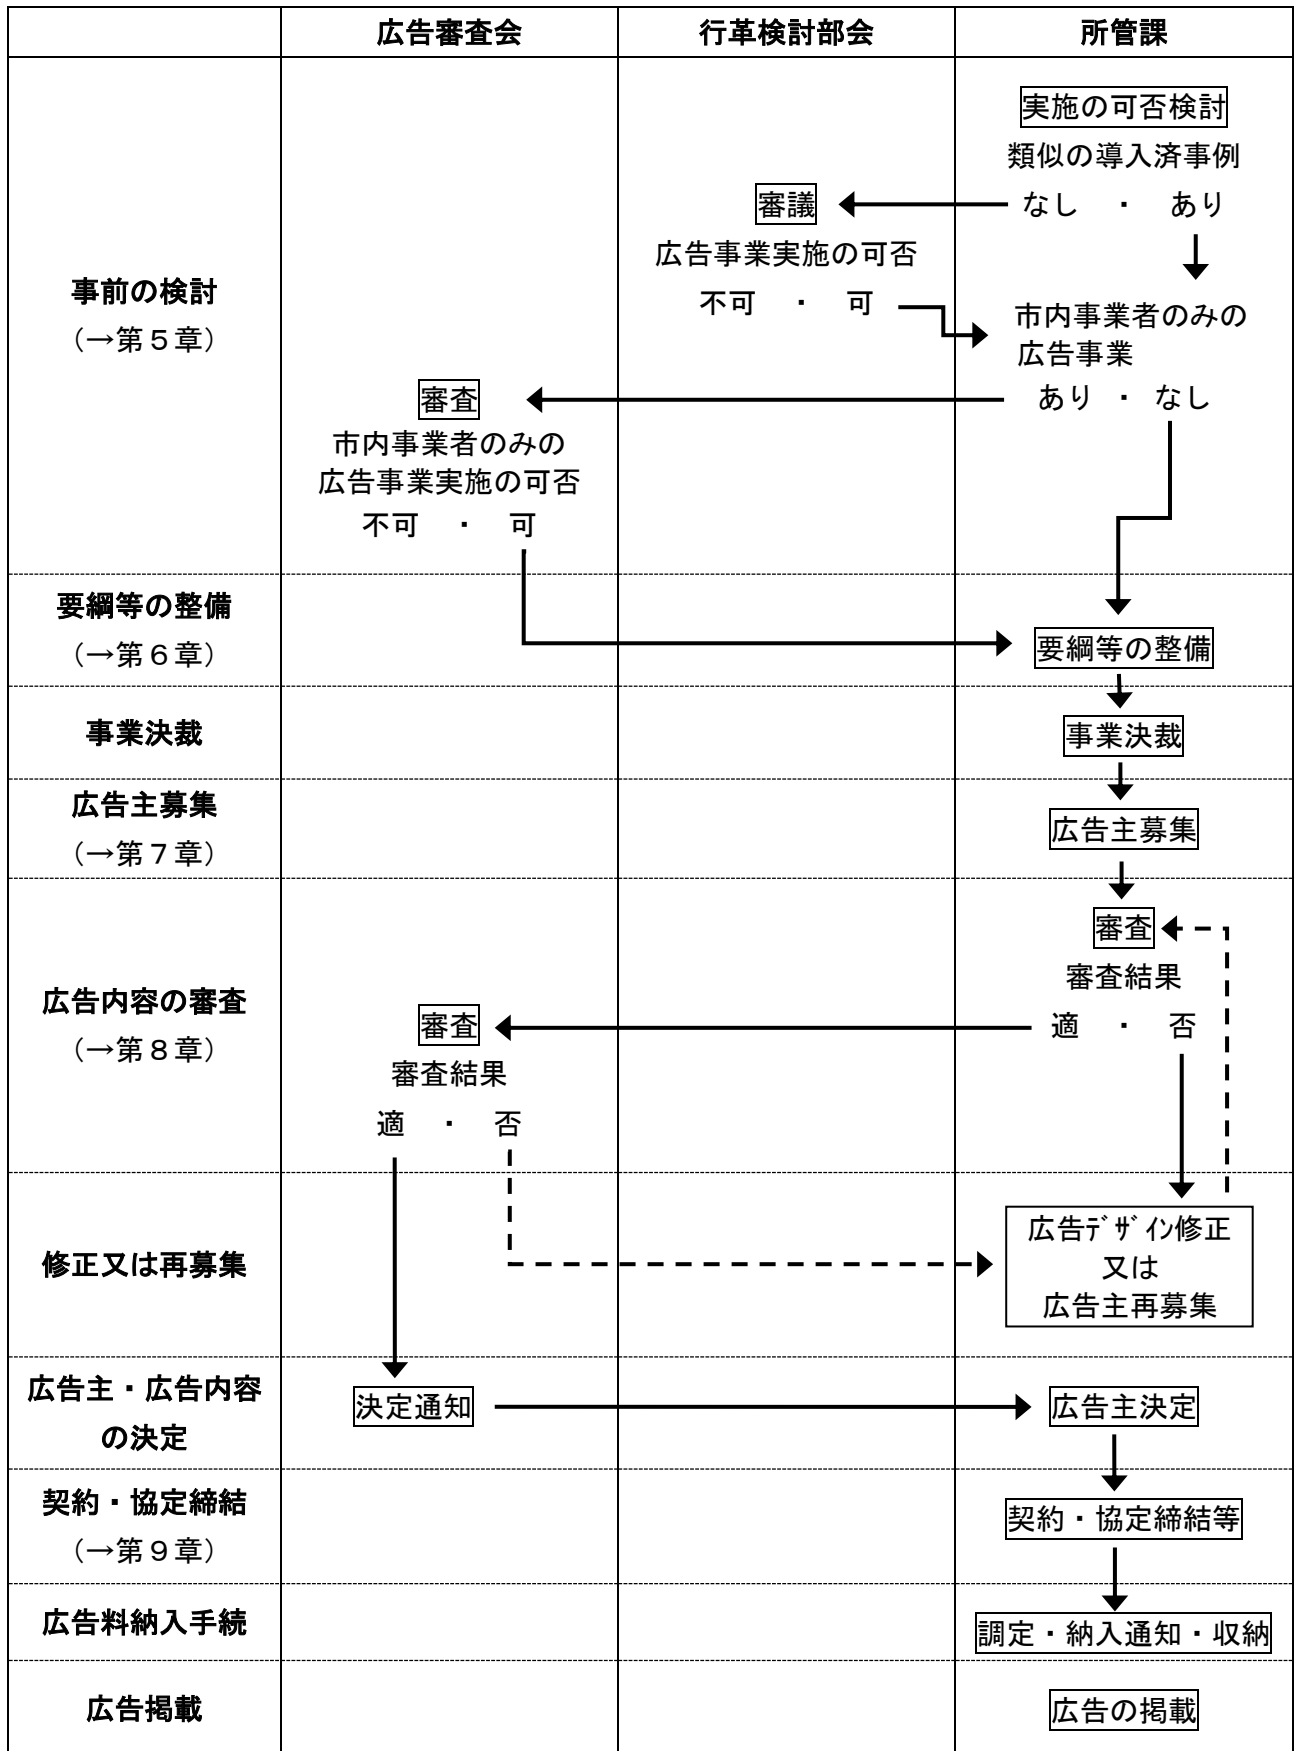 広告審査会 行革検討部会 所管課
事前の検討
（→第５章）
実施の可否検討
類似の導入済事例
なし ・ あり
審議
広告事業実施の可否
不可 ・ 可
市内事業者のみの
広告事業
あり ・ なし
審査
市内事業者のみの
広告事業実施の可否
不可 ・ 可
要綱等の整備
（→第６章）
要綱等の整備
事業決裁
事業決裁
広告主募集
（→第７章）
広告主募集
広告内容の審査
（→第８章）
審査
審査結果
適 ・ 否
審査
審査結果
適 ・ 否
修正又は再募集
広告ﾃﾞｻﾞｲﾝ修正
又は
広告主再募集
広告主・広告内容
の決定
決定通知
広告主決定
契約・協定締結
（→第９章）
契約・協定締結等
広告料納入手続
調定・納入通知・収納
広告掲載
広告の掲載